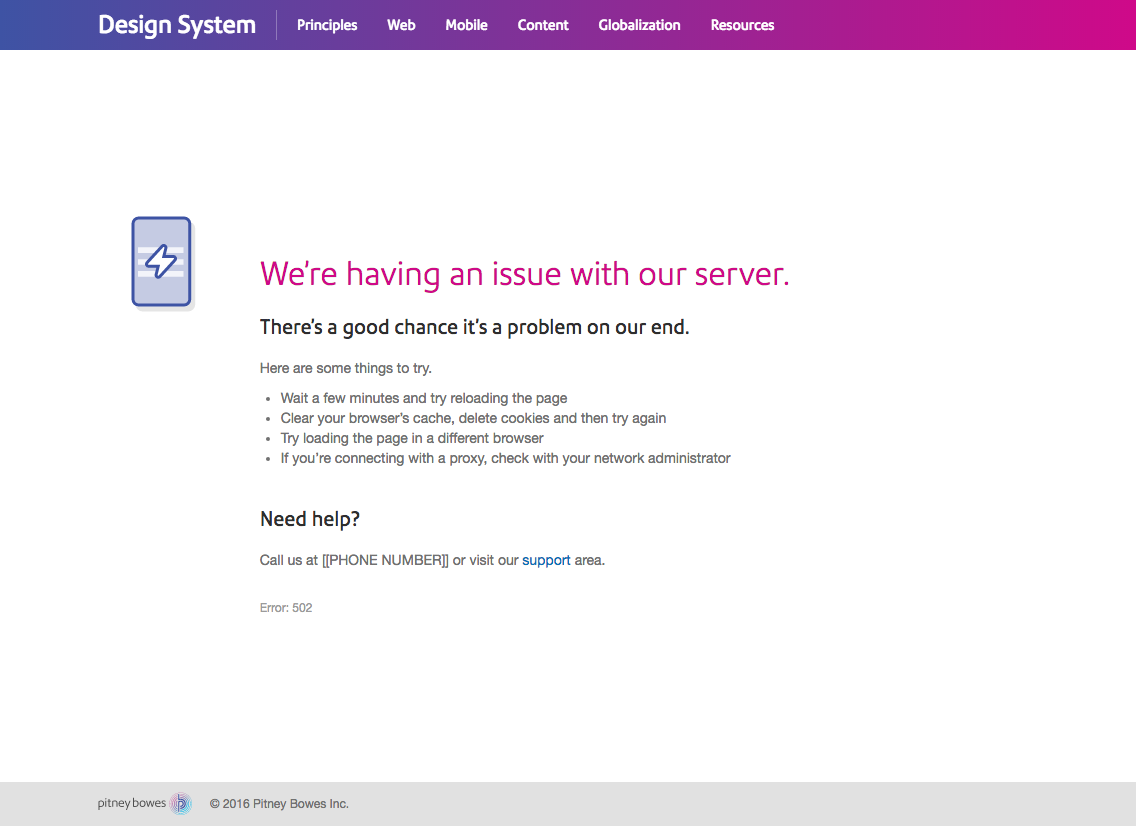 Design System Principles Web Mobile Content Globalization Resources
We're having an issue with our server.
There's a good chance it's a problem on our end.
Here are some things to try.
• Wait a few minutes and try reloading the page
• Clear your browser's cache, delete cookies and then try again
• Try loading the page in a different browser
• If you're connecting with a proxy, check with your network administrator
Need help?
Call us at [[PHONE NUMBER]] or visit our support area.
Error: 502
pitney bowes © 2016 Pitney Bowes Inc.